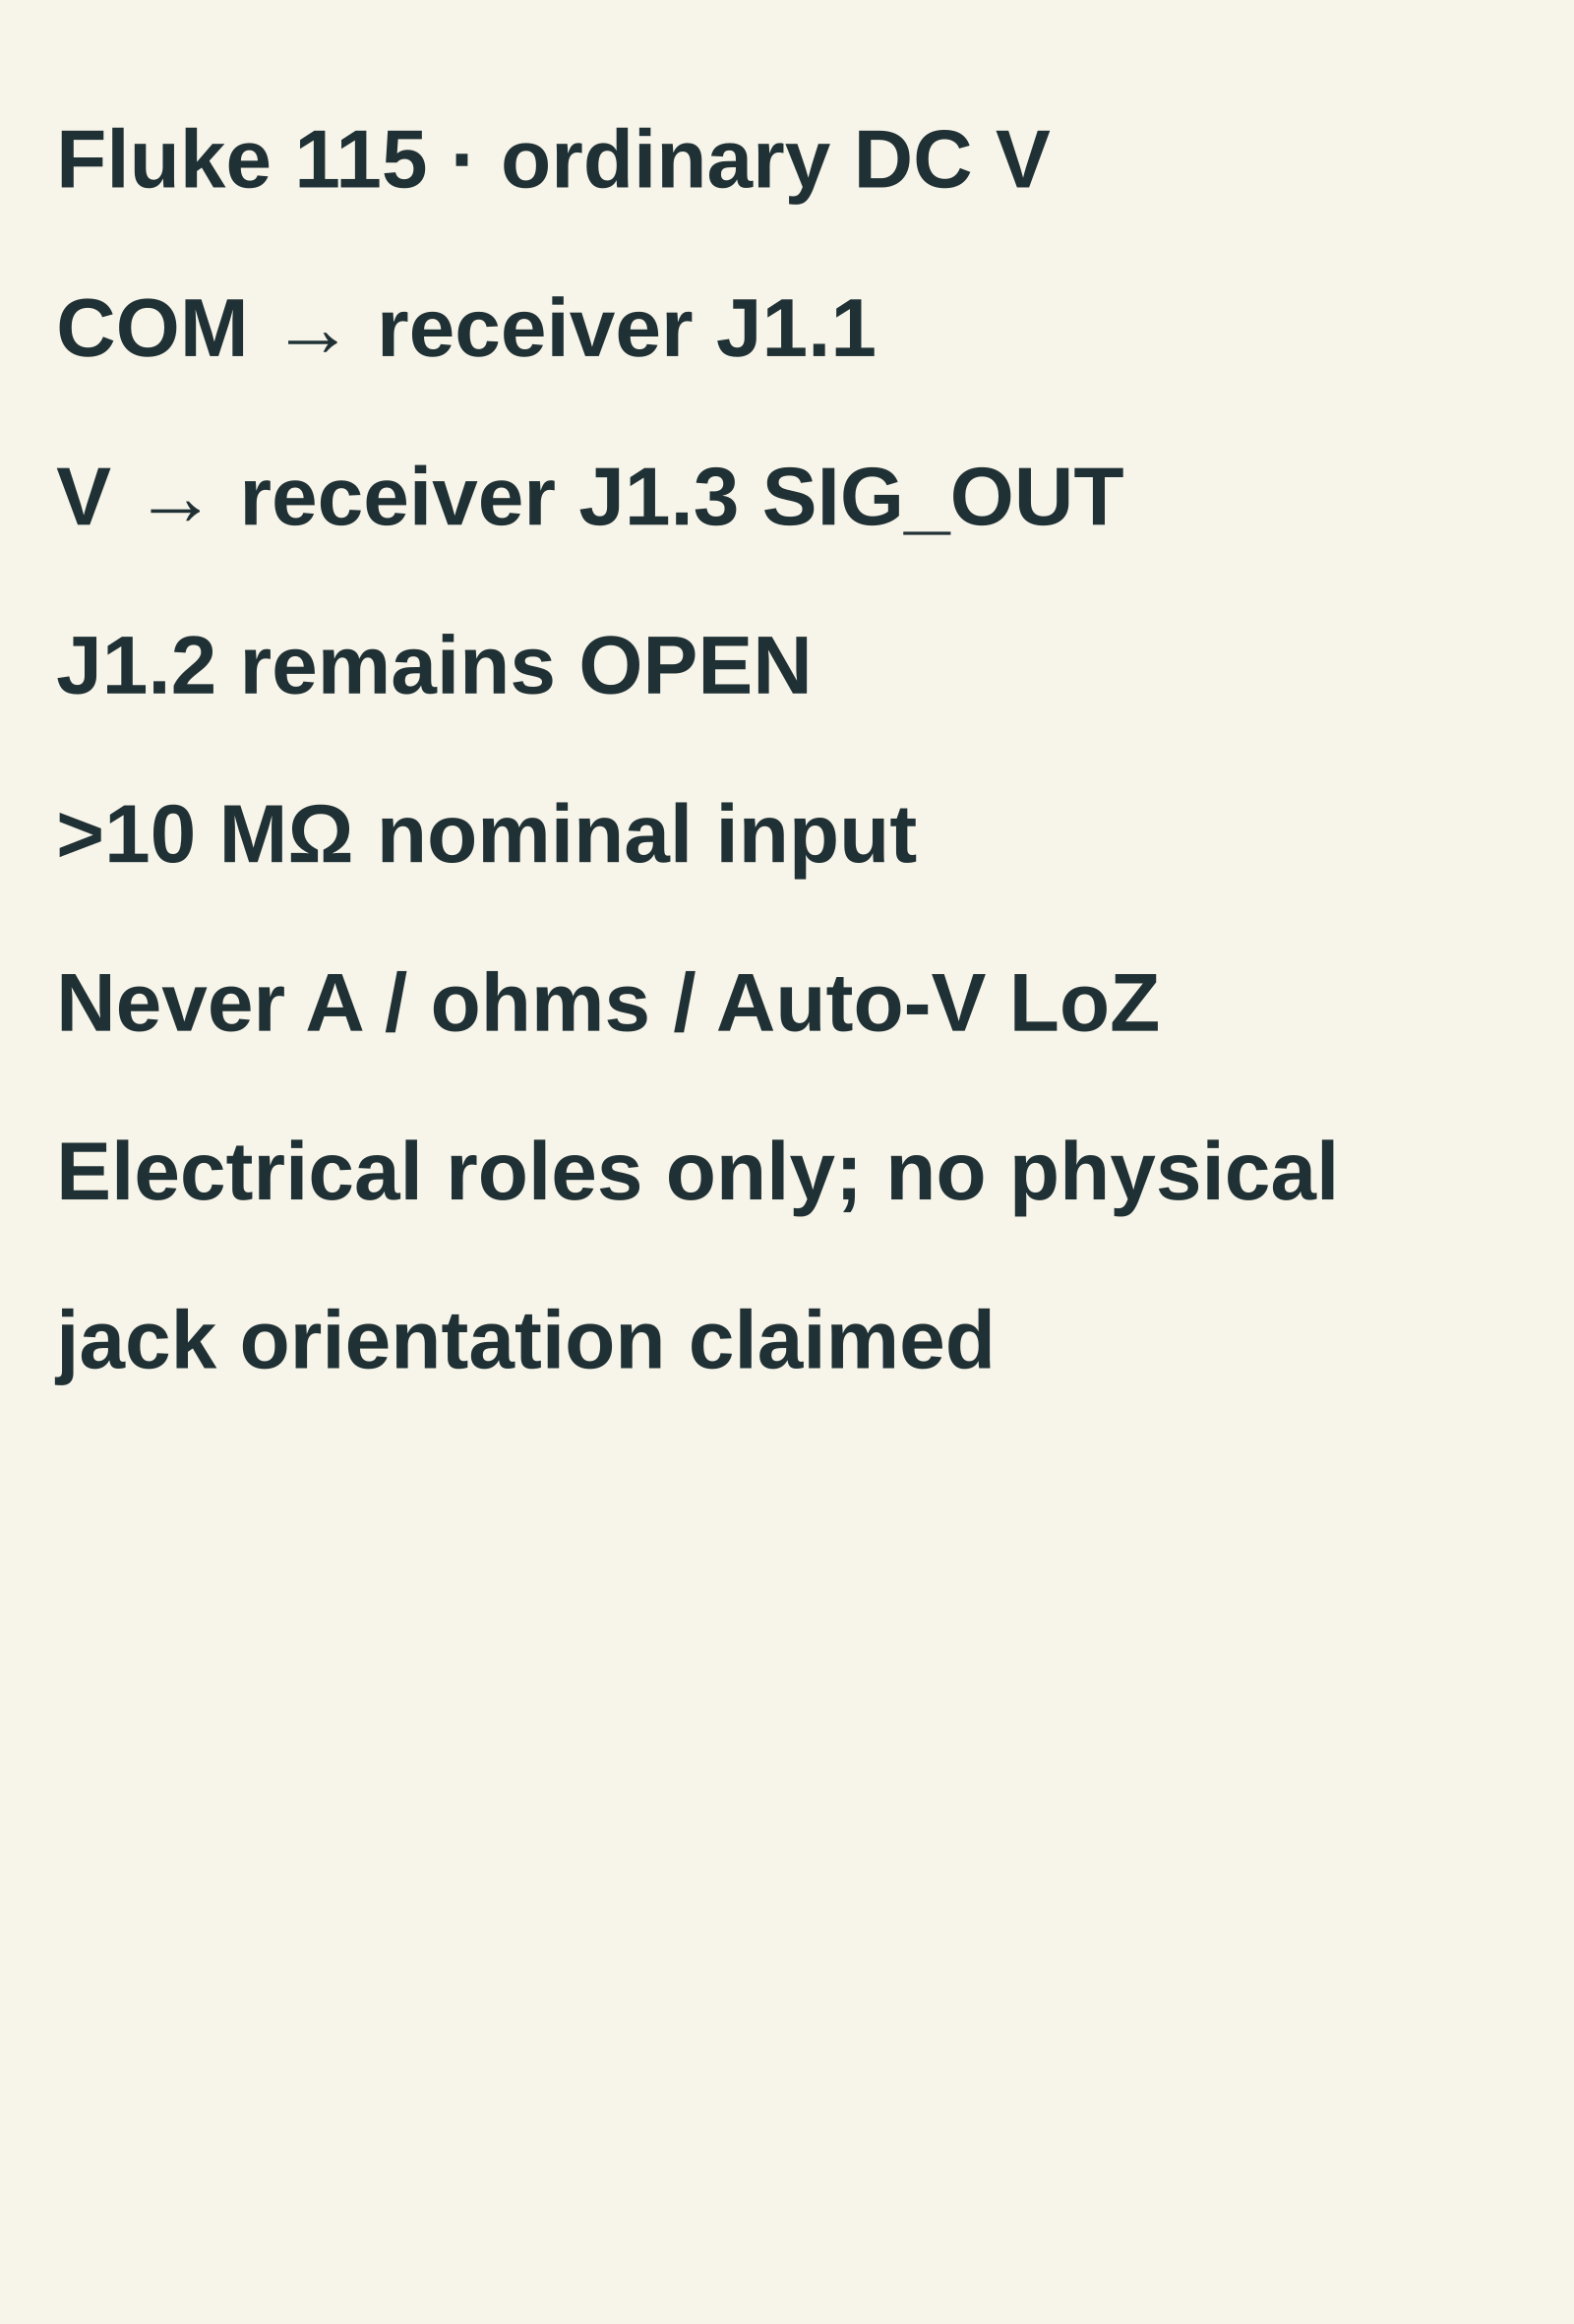 Fluke 115 · ordinary DC V
COM → receiver J1.1
V → receiver J1.3 SIG_OUT
J1.2 remains OPEN
>10 MΩ nominal input
Never A / ohms / Auto-V LoZ
Electrical roles only; no physical
jack orientation claimed